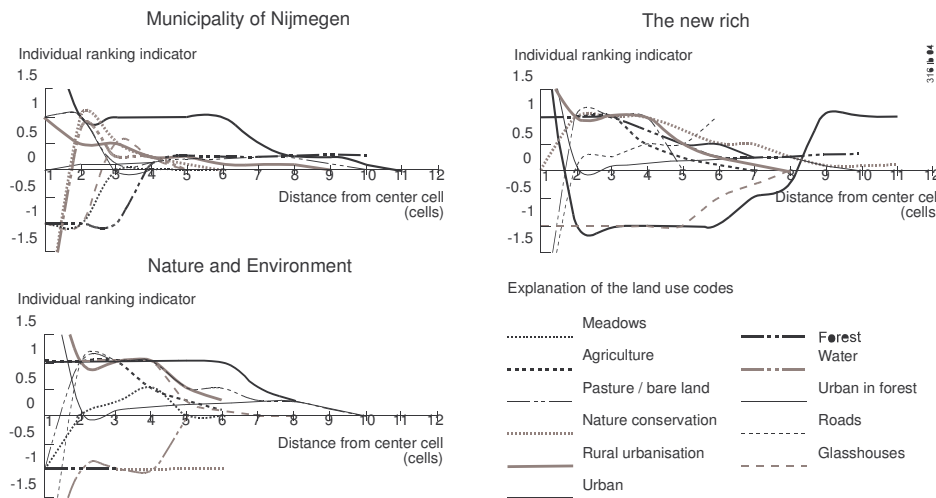 Municipality of Nijmegen
Individual ranking indicator
1.5
1
0.5
0
-0.5
-1
-1.5
1 2 3 4 5 6 7 8 9 10 11 12
Distance from center cell
(cells)
The new rich
Individual ranking indicator
1.5
1
0.5
0
-0.5
-1
-1.5
1 2 3 4 5 6 7 8 9 10 11 12
Distance from center cell
(cells)
Nature and Environment
Individual ranking indicator
1.5
1
0.5
0
-0.5
-1
-1.5
1 2 3 4 5 6 7 8 9 10 11 12
Distance from center cell
(cells)
Explanation of the land use codes
Meadows
Agriculture
Pasture / bare land
Nature conservation
Rural urbanisation
Urban
Forest
Water
Urban in forest
Roads
Glasshouses